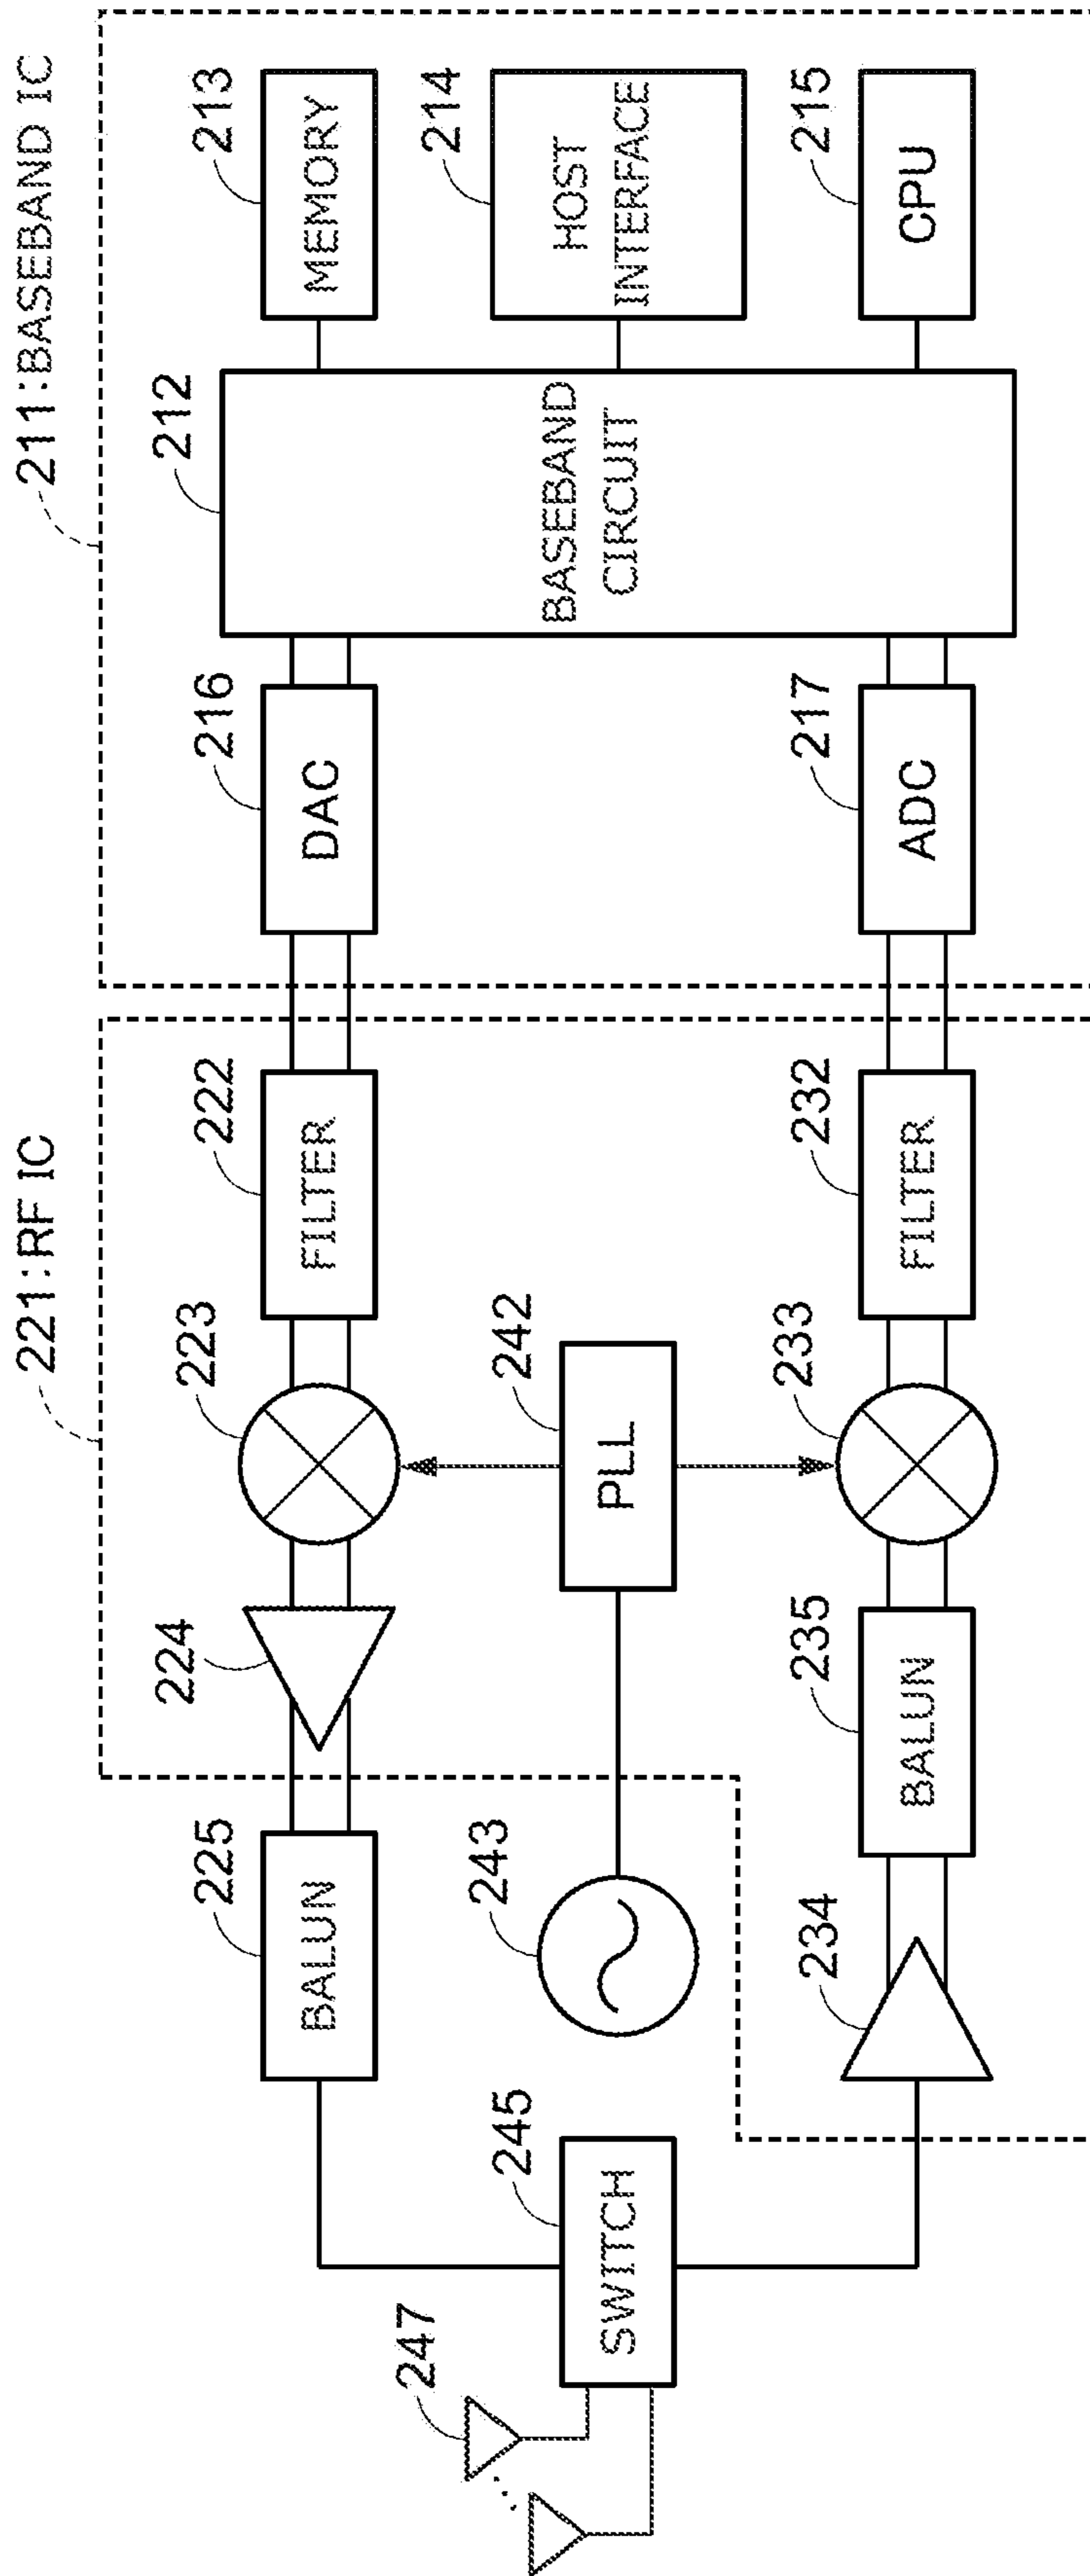 221:RF IC
211:BASEBAND IC
247
245
SWITCH
225
BALUN
224
223
222
FILTER
216
DAC
212
BASEBAND
CIRCUIT
213
MEMORY
214
HOST
INTERFACE
215
CPU
243
242
PLL
234
235
BALUN
233
232
FILTER
217
ADC